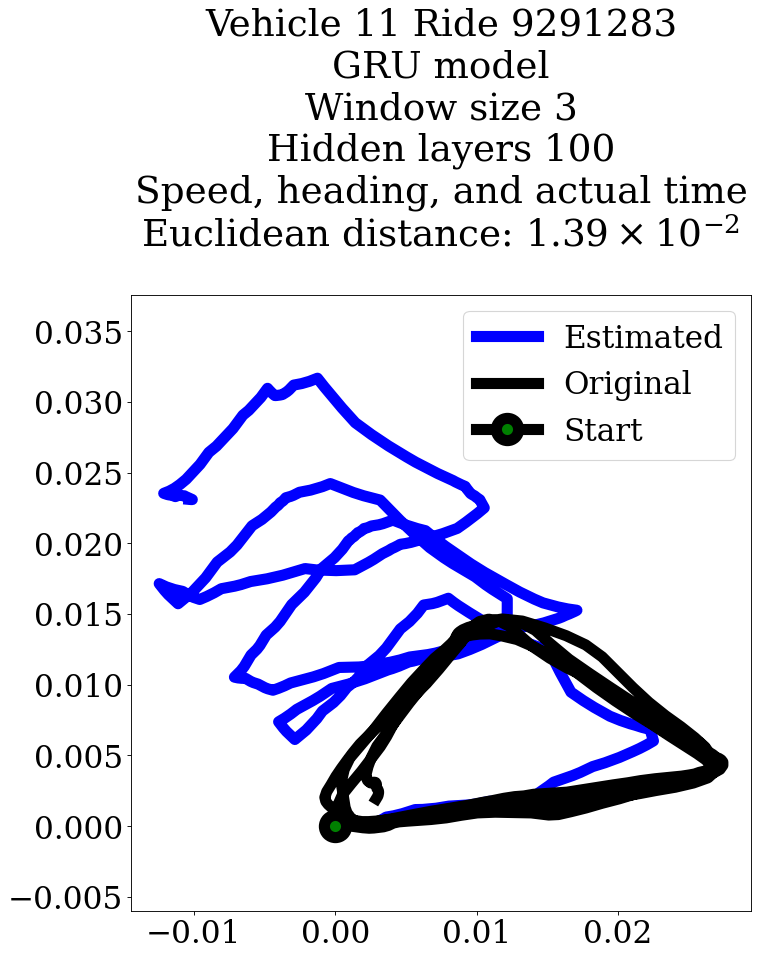 Vehicle 11 Ride 9291283
GRU model
Window size 3
Hidden layers 100
Speed, heading, and actual time
Euclidean distance: 1.39 × 10⁻²
Estimated
Original
Start
0.035
0.030
0.025
0.020
0.015
0.010
0.005
0.000
−0.005
−0.01 0.00 0.01 0.02